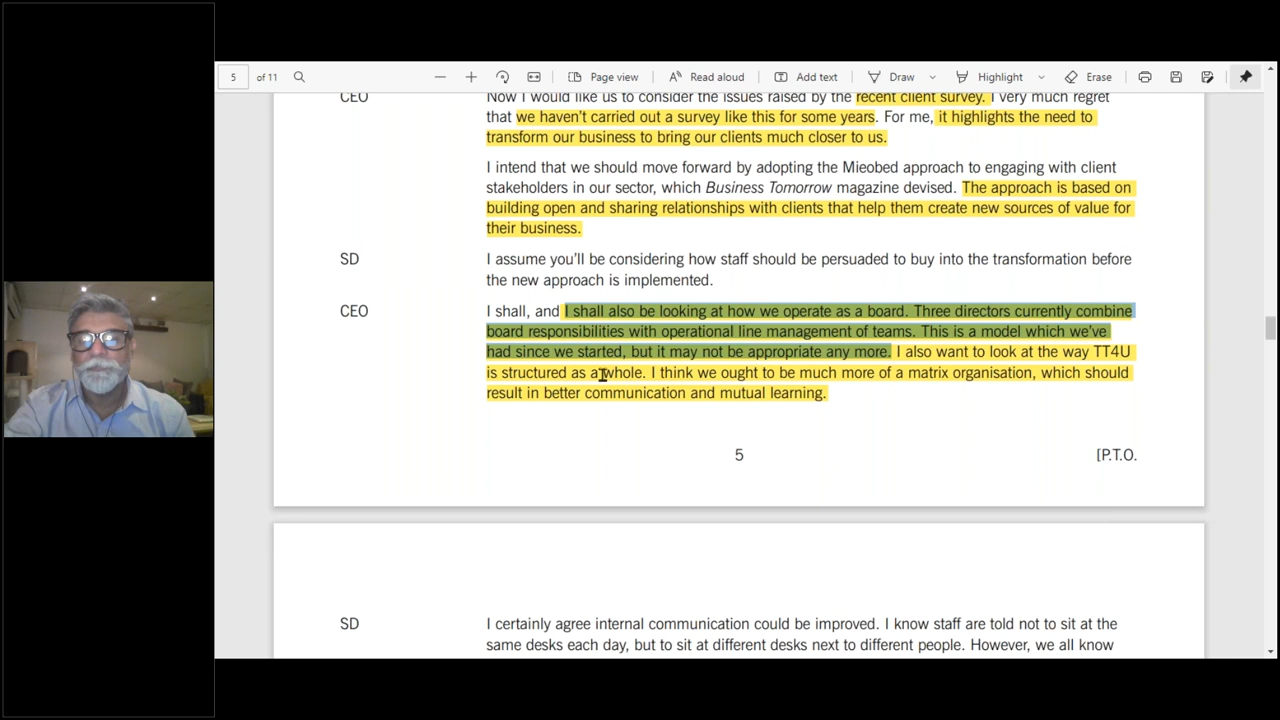 5 of 11 Page view Read aloud Add text Draw Highlight Erase
CEO Now I would like us to consider the issues raised by the recent client survey. I very much regret
that we haven't carried out a survey like this for some years. For me, it highlights the need to
transform our business to bring our clients much closer to us.
I intend that we should move forward by adopting the Mieobed approach to engaging with client
stakeholders in our sector, which Business Tomorrow magazine devised. The approach is based on
building open and sharing relationships with clients that help them create new sources of value for
their business.
SD I assume you'll be considering how staff should be persuaded to buy into the transformation before
the new approach is implemented.
CEO I shall, and I shall also be looking at how we operate as a board. Three directors currently combine
board responsibilities with operational line management of teams. This is a model which we've
had since we started, but it may not be appropriate any more. I also want to look at the way TT4U
is structured as a whole. I think we ought to be much more of a matrix organisation, which should
result in better communication and mutual learning.
5 [P.T.O.
SD I certainly agree internal communication could be improved. I know staff are told not to sit at the
same desks each day, but to sit at different desks next to different people. However, we all know